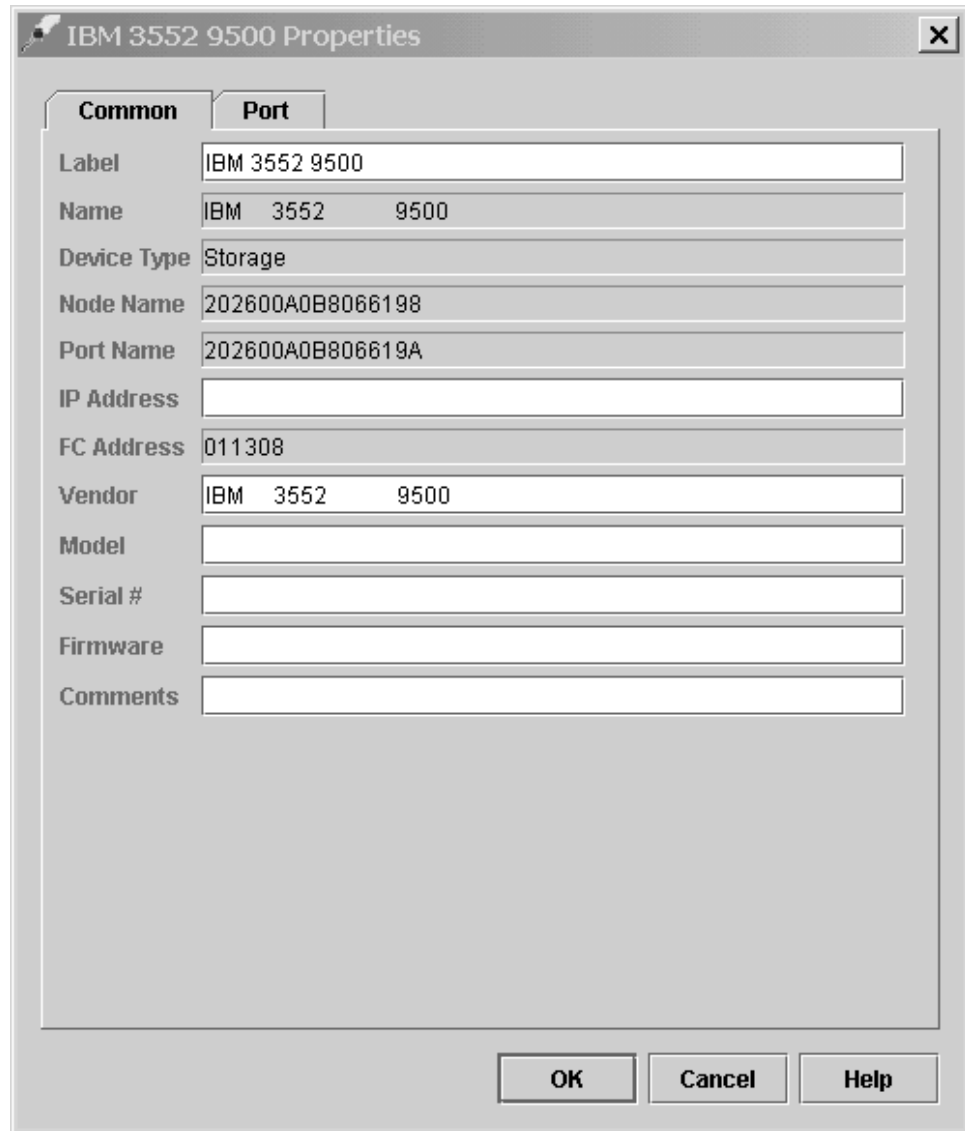 IBM 3552 9500 Properties
Common Port
Label IBM 3552 9500
Name IBM 3552 9500
Device Type Storage
Node Name 202600A0B8066198
Port Name 202600A0B806619A
IP Address
FC Address 011308
Vendor IBM 3552 9500
Model
Serial #
Firmware
Comments
OK Cancel Help